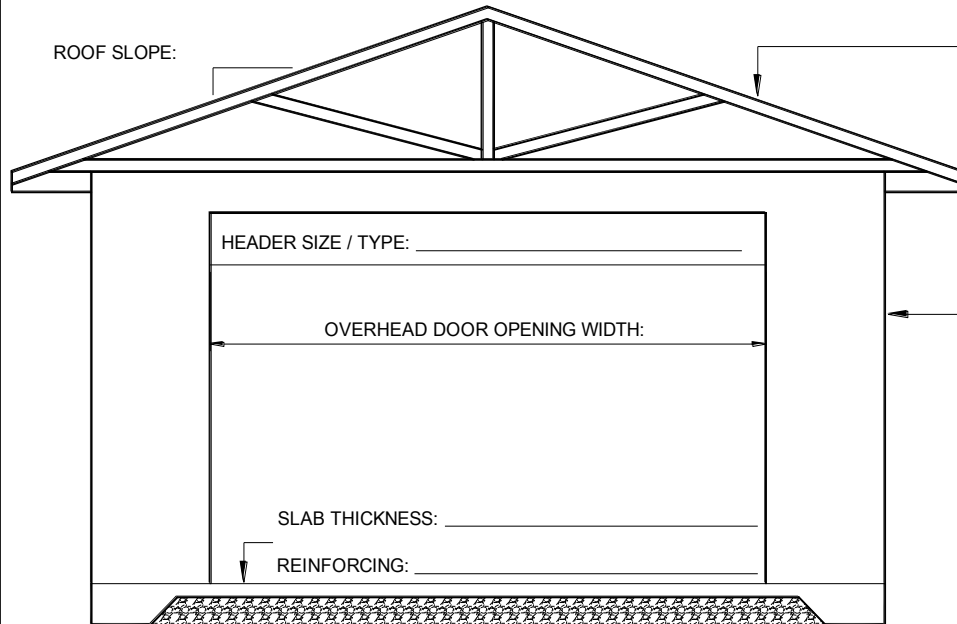 ROOF SLOPE:
HEADER SIZE / TYPE:
OVERHEAD DOOR OPENING WIDTH:
SLAB THICKNESS:
REINFORCING: